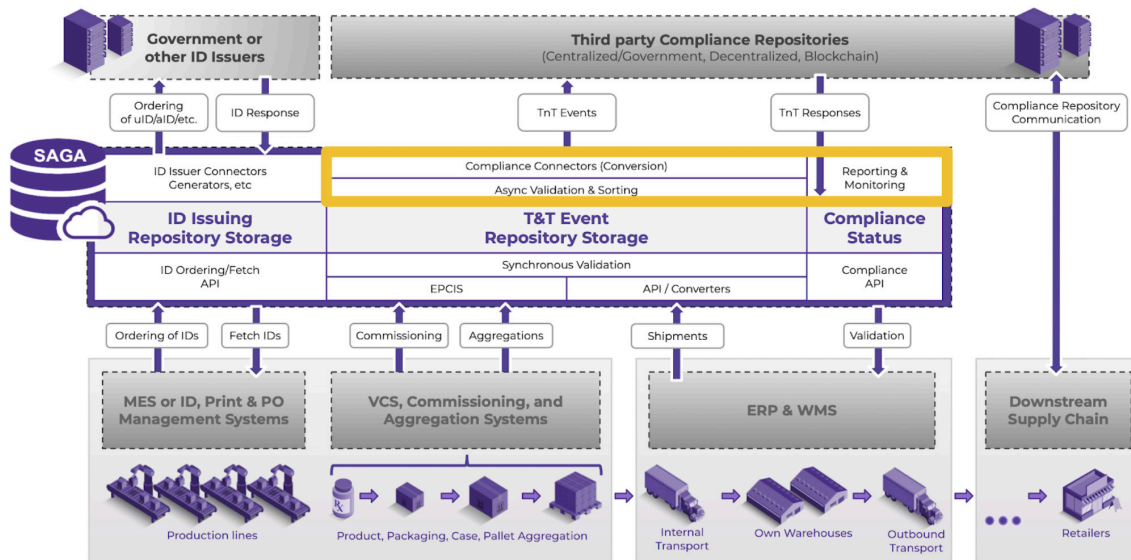 Government or
other ID Issuers
Third party Compliance Repositories
(Centralized/Government, Decentralized, Blockchain)
Ordering
of uID/aID/etc.
ID Response
TnT Events
TnT Responses
Compliance Repository
Communication
SAGA
ID Issuer Connectors
Generators, etc
Compliance Connectors (Conversion)
Async Validation & Sorting
Reporting &
Monitoring
ID Issuing
Repository Storage
T&T Event
Repository Storage
Compliance
Status
ID Ordering/Fetch
API
Synchronous Validation
EPCIS
API / Converters
Compliance
API
Ordering of IDs
Fetch IDs
Commissioning
Aggregations
Shipments
Validation
MES or ID, Print & PO
Management Systems
VCS, Commissioning, and
Aggregation Systems
ERP & WMS
Downstream
Supply Chain
RX
Production lines
Product, Packaging, Case, Pallet Aggregation
Internal
Transport
Own Warehouses
Outbound
Transport
Retailers